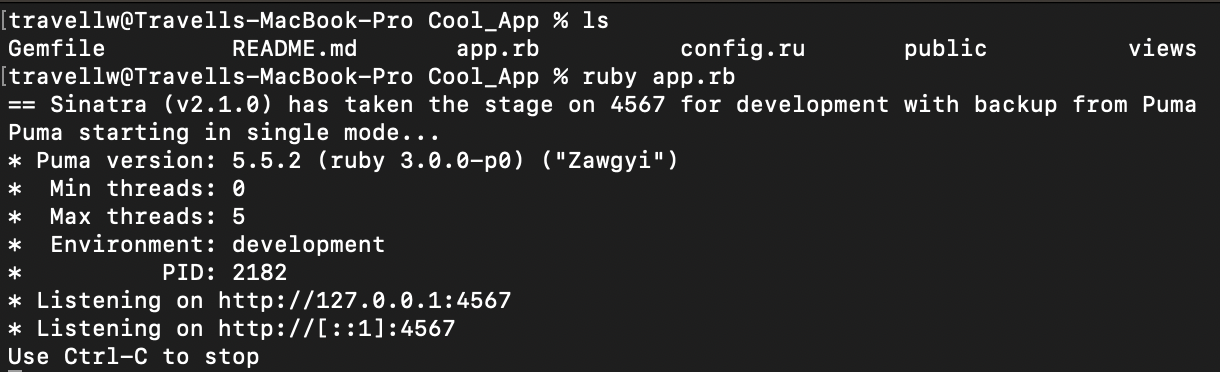 [travellw@Travells-MacBook-Pro Cool_App % ls
Gemfile README.md app.rb config.ru public views
[travellw@Travells-MacBook-Pro Cool_App % ruby app.rb
== Sinatra (v2.1.0) has taken the stage on 4567 for development with backup from Puma
Puma starting in single mode...
* Puma version: 5.5.2 (ruby 3.0.0-p0) ("Zawgyi")
*  Min threads: 0
*  Max threads: 5
*  Environment: development
*          PID: 2182
* Listening on http://127.0.0.1:4567
* Listening on http://[::1]:4567
Use Ctrl-C to stop